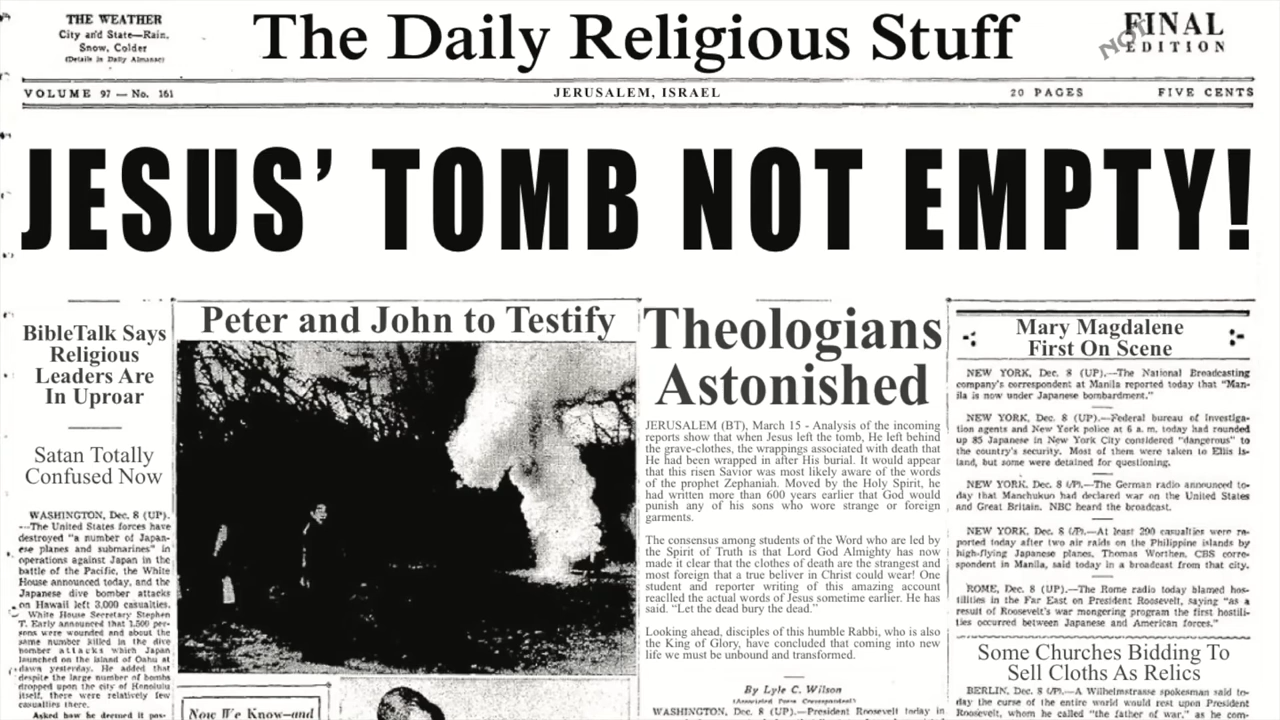 THE WEATHER
City and State—Rain,
Snow, Colder
(Details in Daily Almanac)
The Daily Religious Stuff
NOT
FINAL
EDITION
VOLUME 97 — No. 161
JERUSALEM, ISRAEL
20 PAGES
FIVE CENTS
JESUS’ TOMB NOT EMPTY!
BibleTalk Says
Religious
Leaders Are
In Uproar
Satan Totally
Confused Now
WASHINGTON, Dec. 8 (UP).
—The United States forces have
destroyed "a number of Japan-
ese planes and submarines" in
operations against Japan in the
battle of the Pacific, the White
House announced today, and the
Japanese dive bomber attacks
on Hawaii left 3,000 casualties.
White House Secretary Stephen
T. Early announced that 1,500 per-
sons were wounded and about the
same number killed in the dive
bomber attacks which Japan
launched on the island of Oahu at
dawn yesterday. He added that
despite the large number of bombs
dropped upon the city of Honolulu
itself, there were relatively few
casualties there.
Asked how he deemed it pos-
Peter and John to Testify
Now We Know—and
Theologians
Astonished
JERUSALEM (BT), March 15 - Analysis of the incoming
reports show that when Jesus left the tomb, He left behind
the grave-clothes, the wrappings associated with death that
He had been wrapped in after His burial. It would appear
that this risen Savior was most likely aware of the words
of the prophet Zephaniah. Moved by the Holy Spirit, he
had written more than 600 years earlier that God would
punish any of his sons who wore strange or foreign
garments.
The consensus among students of the Word who are led by
the Spirit of Truth is that Lord God Almighty has now
made it clear that the clothes of death are the strangest and
most foreign that a true beliver in Christ could wear! One
student and reporter writing of this amazing account
reaclled the actual words of Jesus sometime earlier. He has
said. “Let the dead bury the dead.”
Looking ahead, disciples of this humble Rabbi, who is also
the King of Glory, have concluded that coming into new
life we must be unbound and transformed.
By Lyle C. Wilson
(Associated Press Correspondent)
WASHINGTON, Dec. 8 (UP).—President Roosevelt today in
Mary Magdalene
First On Scene
NEW YORK, Dec. 8 (UP).—The National Broadcasting
company's correspondent at Manila reported today that "Man-
ila is now under Japanese bombardment."
NEW YORK, Dec. 8 (UP).—Federal bureau of investiga-
tion agents and New York police at 6 a. m. today had rounded
up 85 Japanese in New York City considered "dangerous" to
the country's security. Most of them were taken to Ellis Is-
land, but some were detained for questioning.
NEW YORK, Dec. 8 (UP).—The German radio announced to-
day that Manchukuo had declared war on the United States
and Great Britain. NBC heard the broadcast.
NEW YORK, Dec. 8 (UP).—At least 200 casualties were re-
ported today after two air raids on the Philippine islands by
high-flying Japanese planes, Thomas Worthen, CBS corre-
spondent in Manila, said today in a broadcast from that city.
ROME, Dec. 8 (UP).—The Rome radio today blamed hos-
tilities in the Far East on President Roosevelt, saying "as a
result of Roosevelt's war mongering program the first hostili-
ties occurred between Japanese and American forces."
Some Churches Bidding To
Sell Cloths As Relics
BERLIN, Dec. 8 (UP).—A Wilhelmstrasse spokesman said to-
day the curse of the entire world would rest upon President
Roosevelt, whom he called "the father of war," as he com-